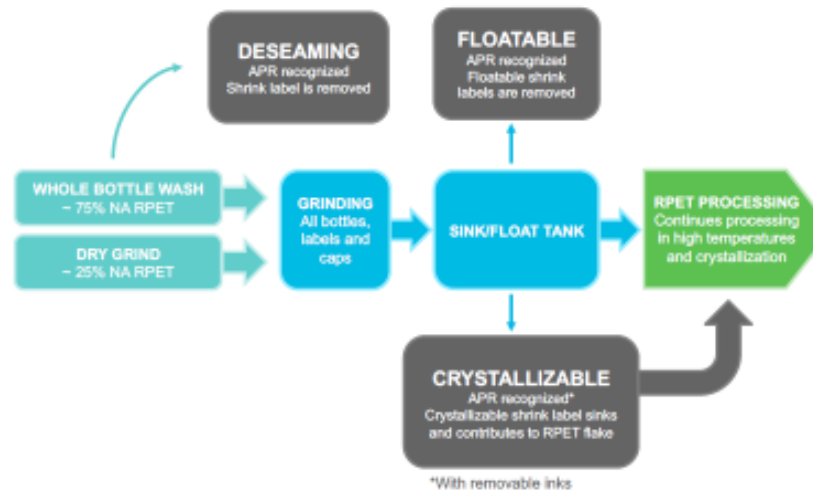 DESEAMING
APR recognized
Shrink label is removed
FLOATABLE
APR recognized
Floatable shrink
labels are removed
WHOLE BOTTLE WASH
~ 75% NA RPET
DRY GRIND
~ 25% NA RPET
GRINDING
All bottles,
labels and
caps
SINK/FLOAT TANK
RPET PROCESSING
Continues processing
in high temperatures
and crystallization
CRYSTALLIZABLE
APR recognized*
Crystallizable shrink label sinks
and contributes to RPET flake
*With removable inks